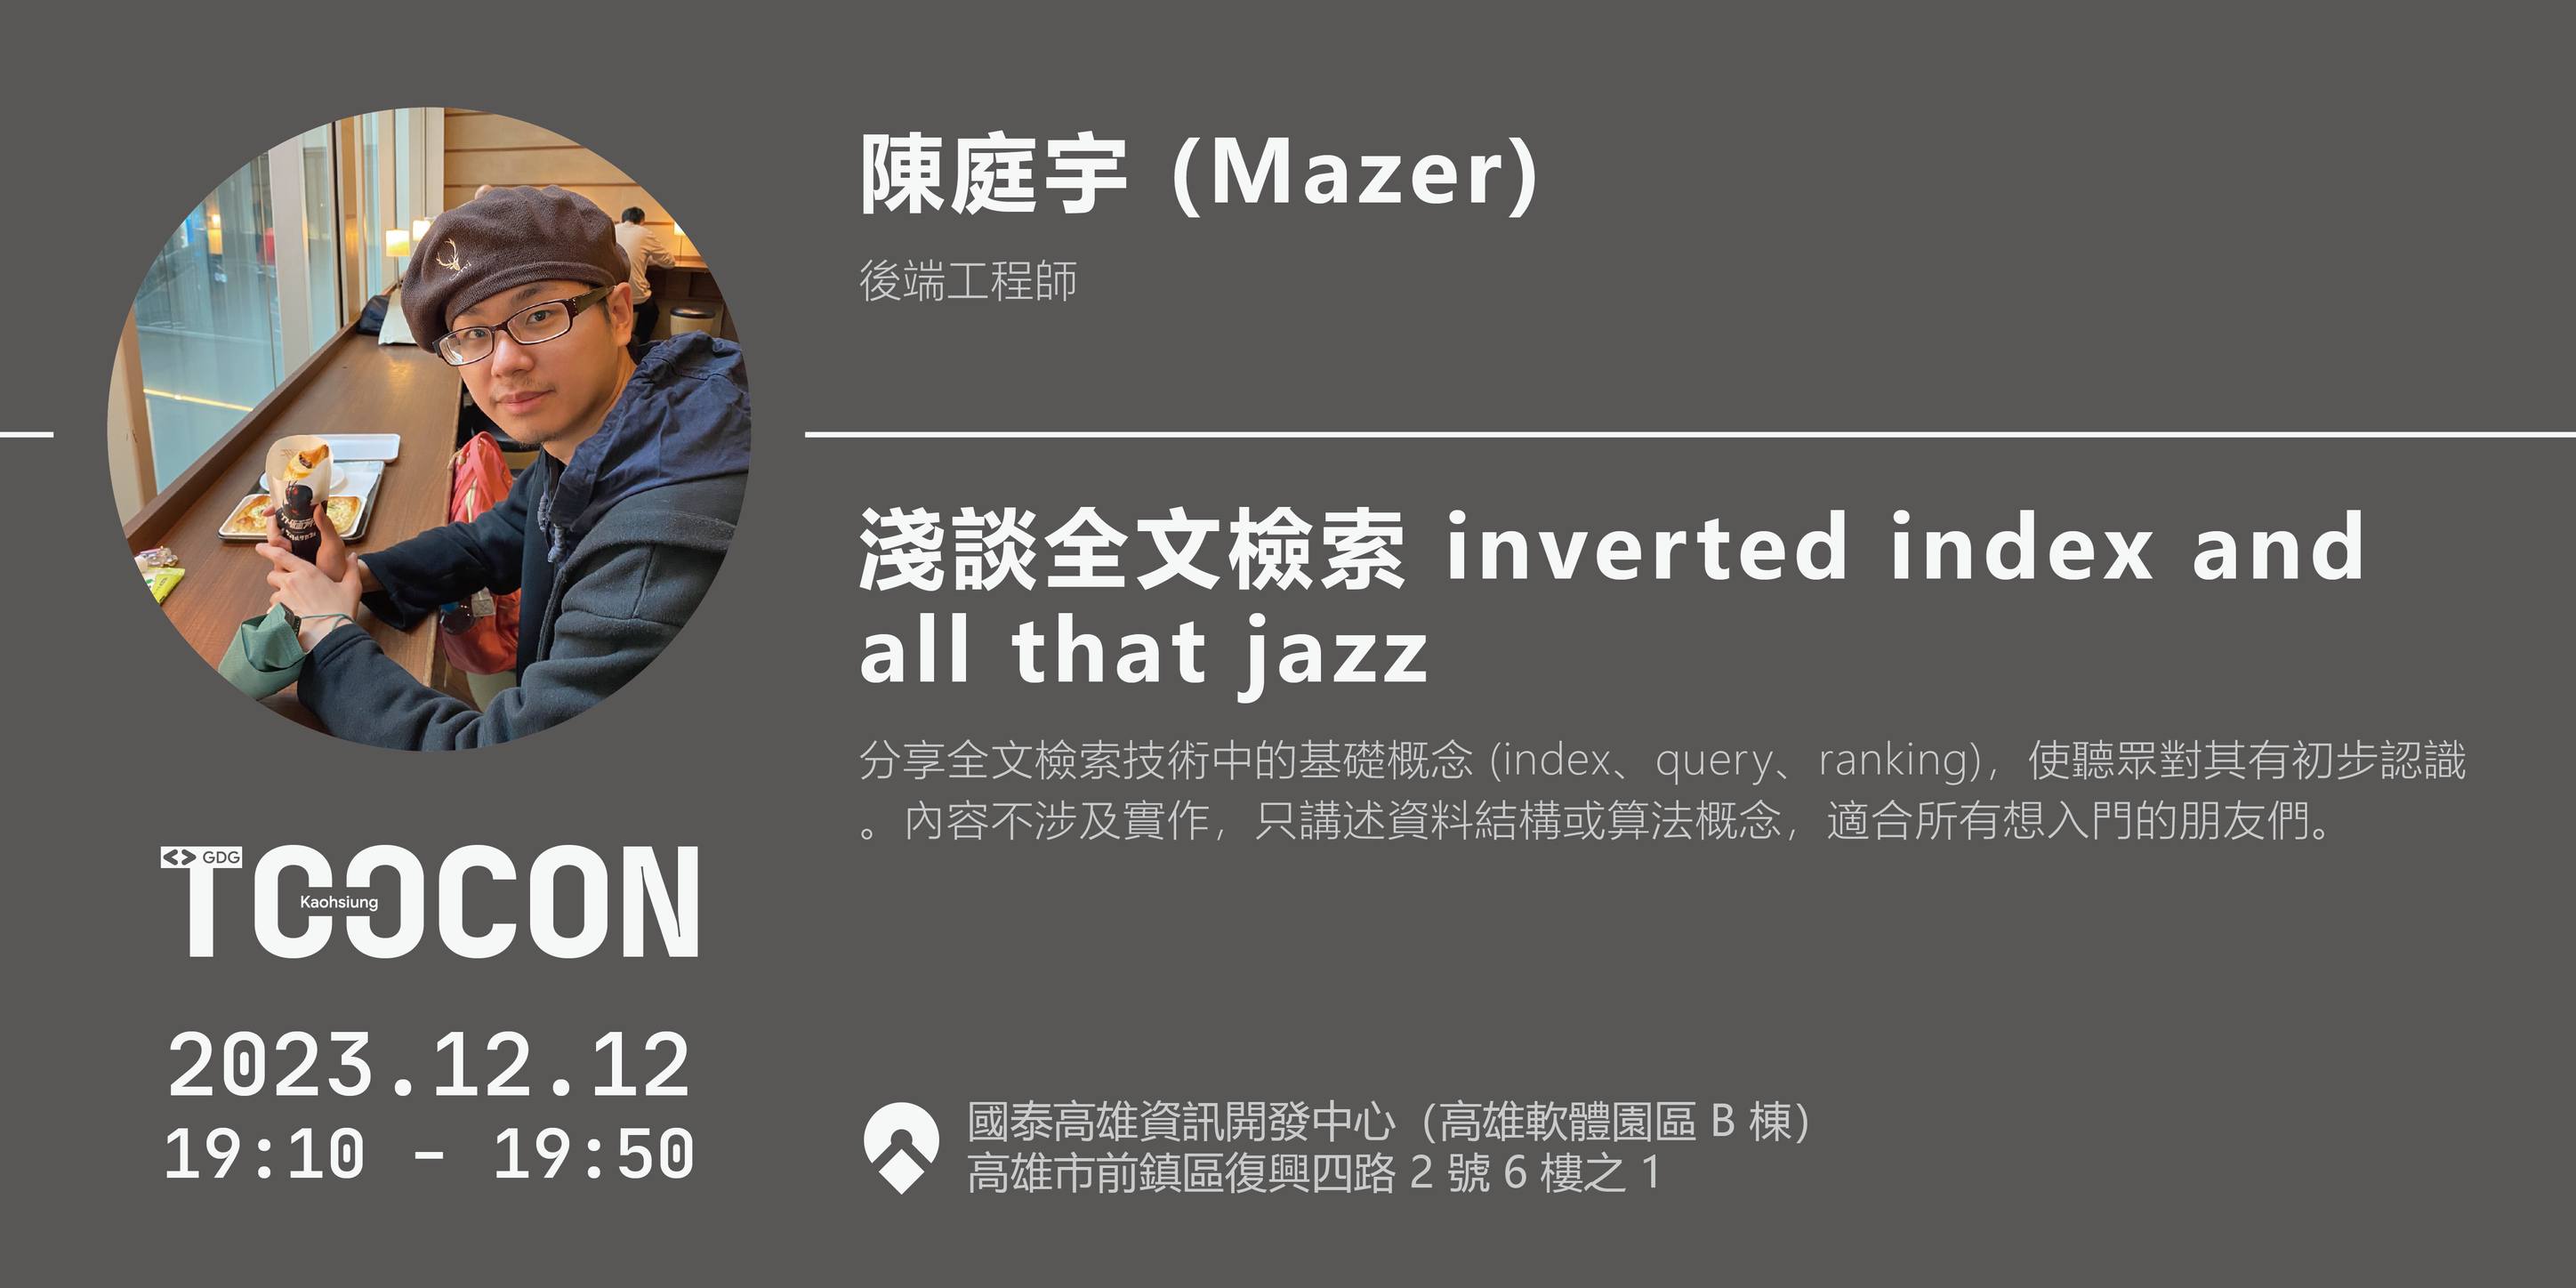 陳庭宇 (Mazer)
後端工程師
淺談全文檢索 inverted index and
all that jazz
分享全文檢索技術中的基礎概念 (index、query、ranking)，使聽眾對其有初步認識
。內容不涉及實作，只講述資料結構或算法概念，適合所有想入門的朋友們。
GDG
TOOCON
Kaohsiung
2023.12.12
19:10 - 19:50
國泰高雄資訊開發中心（高雄軟體園區 B 棟）
高雄市前鎮區復興四路 2 號 6 樓之 1